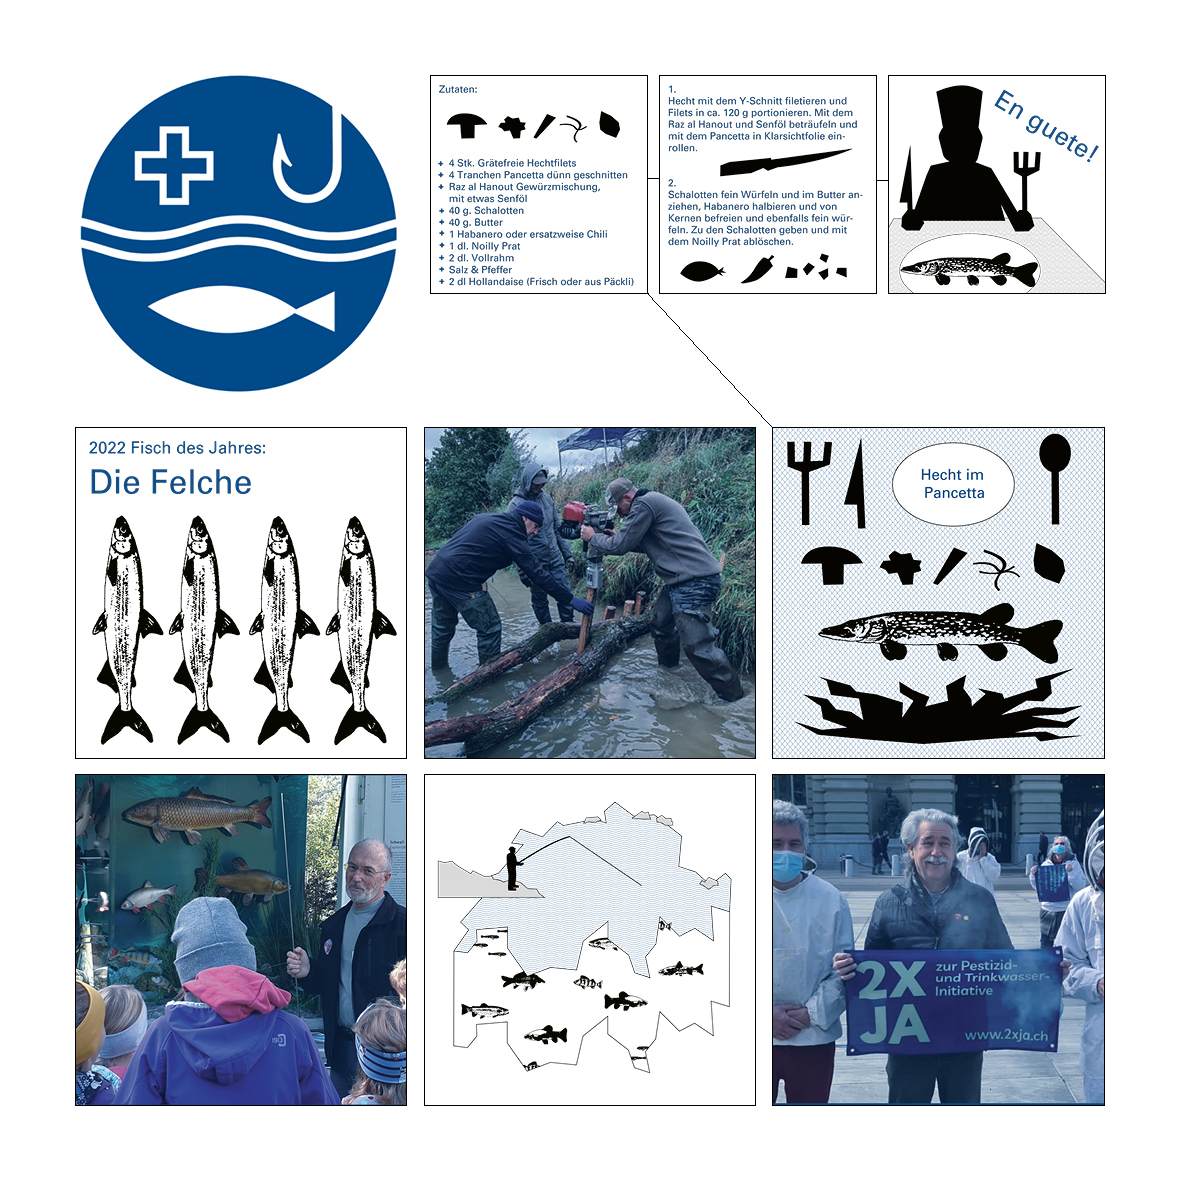 Zutaten:
+ 4 Stk. Grätefreie Hechtfilets
+ 4 Tranchen Pancetta dünn geschnitten
+ Raz al Hanout Gewürzmischung,
mit etwas Senföl
+ 40 g. Schalotten
+ 40 g. Butter
+ 1 Habanero oder ersatzweise Chili
+ 1 dl. Noilly Prat
+ 2 dl. Vollrahm
+ Salz & Pfeffer
+ 2 dl Hollandaise (Frisch oder aus Päckli)
1.
Hecht mit dem Y-Schnitt filetieren und
Filets in ca. 120 g portionieren. Mit dem
Raz al Hanout und Senföl beträufeln und
mit dem Pancetta in Klarsichtfolie ein-
rollen.
2.
Schalotten fein Würfeln und im Butter an-
ziehen, Habanero halbieren und von
Kernen befreien und ebenfalls fein wür-
feln. Zu den Schalotten geben und mit
dem Noilly Prat ablöschen.
En guete!
2022 Fisch des Jahres:
Die Felche
Hecht im
Pancetta
2X
JA
zur Pestizid-
und Trinkwasser-
Initiative
www.2xja.ch